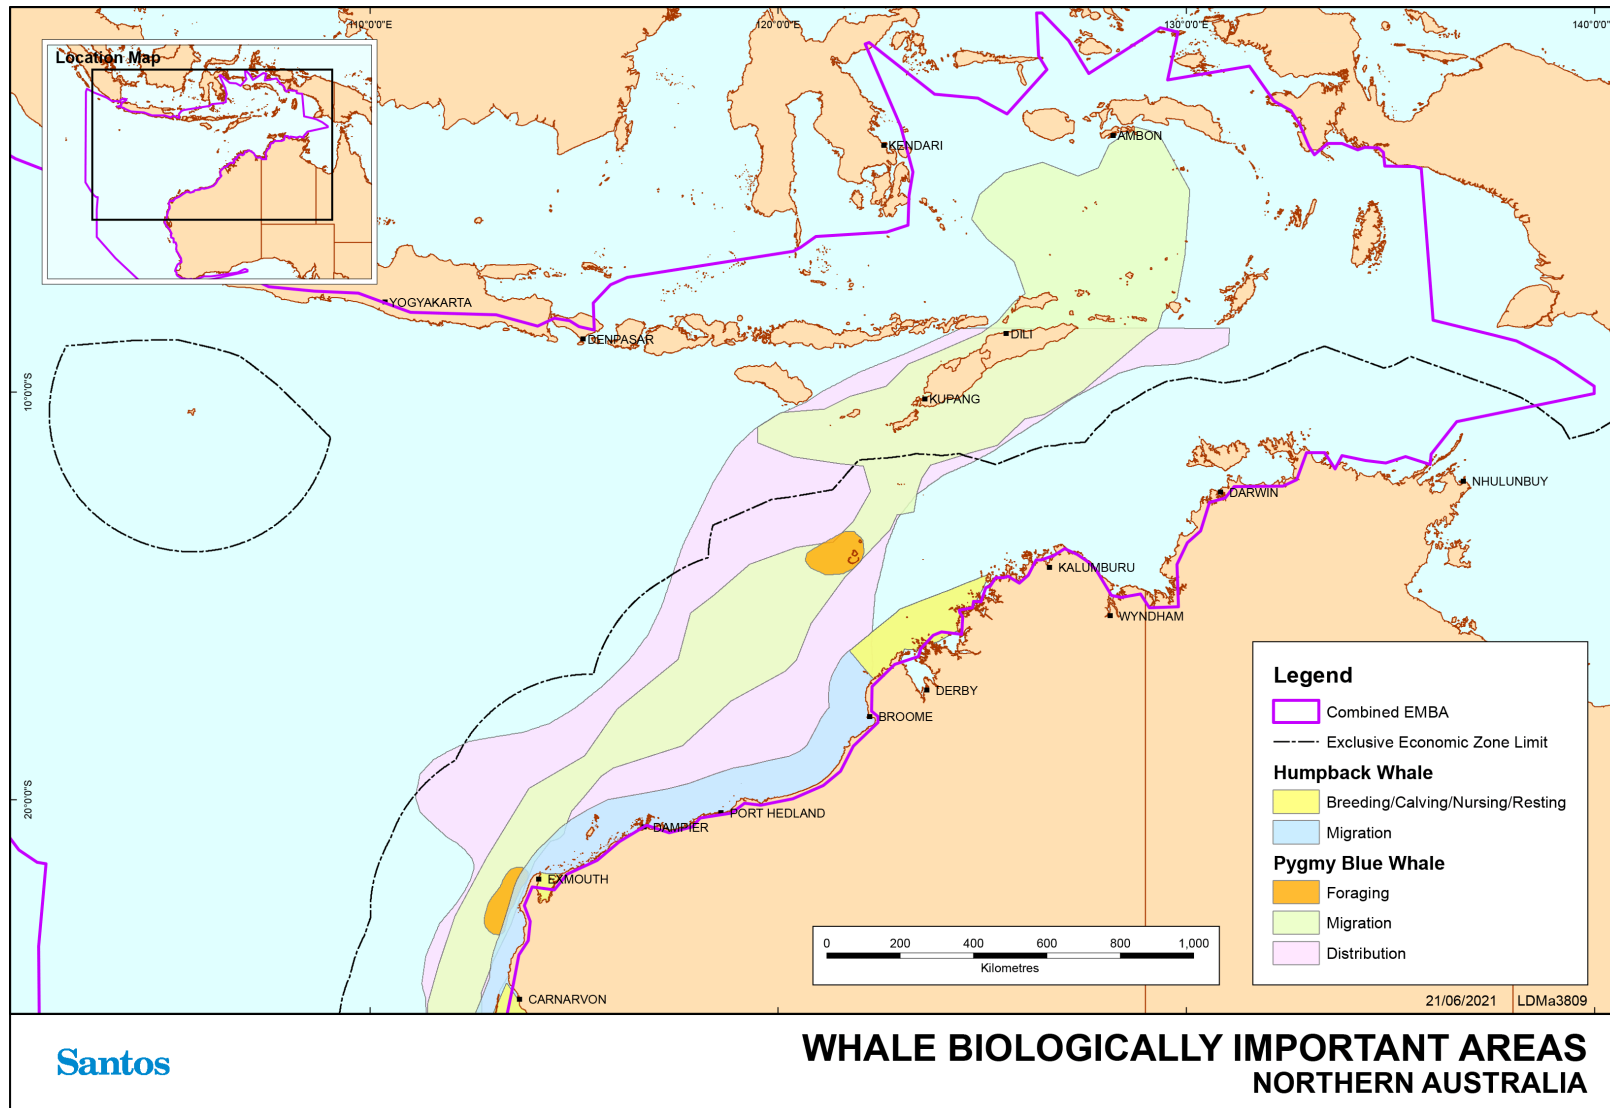 110°0'0"E
120°0'0"E
130°0'0"E
140°0'0"E
Location Map
AMBON
KENDARI
YOGYAKARTA
DENPASAR
DILI
10°0'0"S
KUPANG
NHULUNBUY
DARWIN
KALUMBURU
WYNDHAM
DERBY
BROOME
20°0'0"S
PORT HEDLAND
DAMPIER
EXMOUTH
CARNARVON
Legend
Combined EMBA
Exclusive Economic Zone Limit
Humpback Whale
Breeding/Calving/Nursing/Resting
Migration
Pygmy Blue Whale
Foraging
Migration
Distribution
0 200 400 600 800 1,000
Kilometres
21/06/2021 LDMa3809
Santos
WHALE BIOLOGICALLY IMPORTANT AREAS
NORTHERN AUSTRALIA